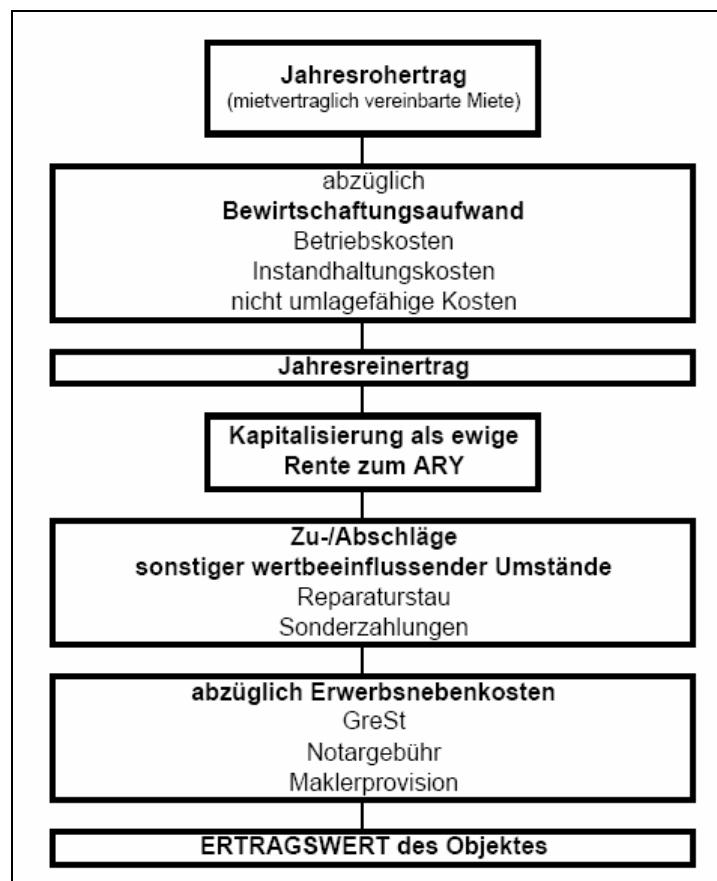 Jahresrohertrag
(mietvertraglich vereinbarte Miete)
abzüglich
Bewirtschaftungsaufwand
Betriebskosten
Instandhaltungskosten
nicht umlagefähige Kosten
Jahresreinertrag
Kapitalisierung als ewige
Rente zum ARY
Zu-/Abschläge
sonstiger wertbeeinflussender Umstände
Reparaturstau
Sonderzahlungen
abzüglich Erwerbsnebenkosten
GreSt
Notargebühr
Maklerprovision
ERTRAGSWERT des Objektes